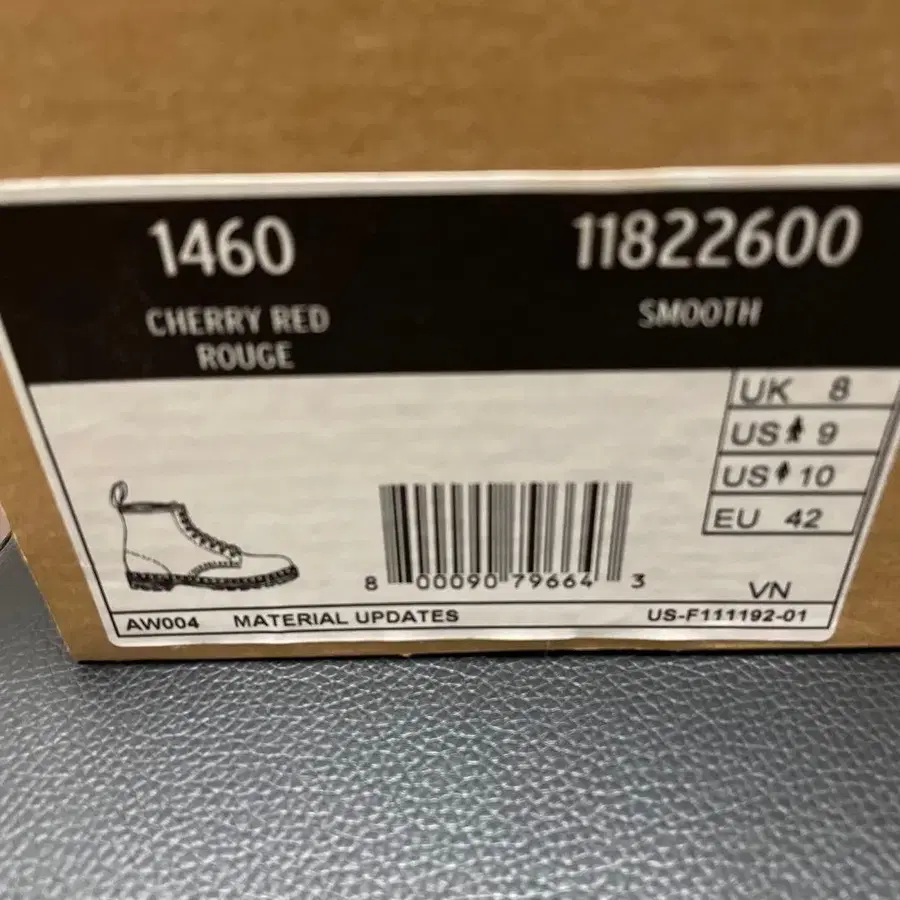 1460
11822600
CHERRY RED
ROUGE
SMOOTH
UK 8
US 9
US 10
EU 42
8 00090 79664 3
VN
AW004 MATERIAL UPDATES US-F111192-01